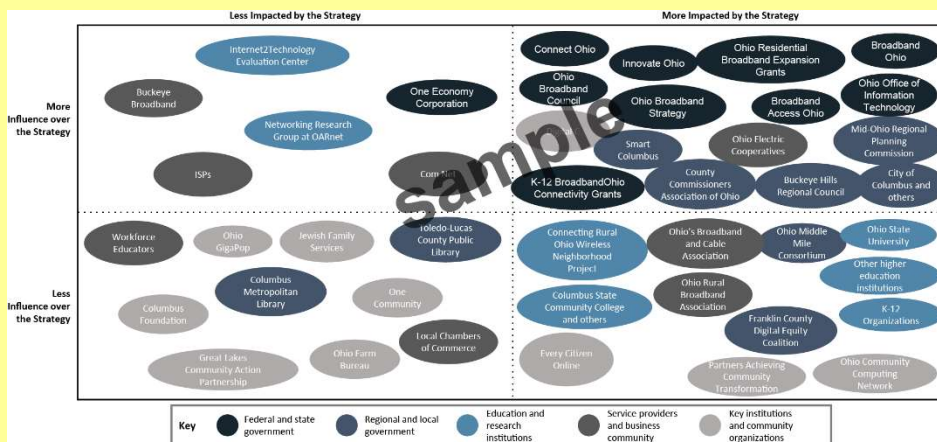 Less Impacted by the Strategy
More Impacted by the Strategy
More
Influence over
the Strategy
Internet2Technology
Evaluation Center
Buckeye
Broadband
One Economy
Corporation
Networking Research
Group at OARnet
ISPs
Com Net
Connect Ohio
Innovate Ohio
Ohio Residential
Broadband Expansion
Grants
Broadband
Ohio
Ohio
Broadband
Council
Ohio Broadband
Strategy
Broadband
Access Ohio
Ohio Office of
Information
Technology
Smart
Columbus
Ohio Electric
Cooperatives
Mid-Ohio Regional
Planning
Commission
K-12 BroadbandOhio
Connectivity Grants
County
Commissioners
Association of Ohio
Buckeye Hills
Regional Council
City of
Columbus and
others
sample
Less
Influence over
the Strategy
Workforce
Educators
Ohio
GigaPop
Jewish Family
Services
Toledo-Lucas
County Public
Library
Columbus
Metropolitan
Library
One
Community
Columbus
Foundation
Local Chambers
of Commerce
Great Lakes
Community Action
Partnership
Ohio Farm
Bureau
Connecting Rural
Ohio Wireless
Neighborhood
Project
Ohio's Broadband
and Cable
Association
Ohio Middle
Mile
Consortium
Ohio State
University
Other higher
education
institutions
Columbus State
Community College
and others
Ohio Rural
Broadband
Association
Franklin County
Digital Equity
Coalition
K-12
Organizations
Every Citizen
Online
Partners Achieving
Community
Transformation
Ohio Community
Computing
Network
Key
Federal and state
government
Regional and local
government
Education and
research
institutions
Service providers
and business
community
Key institutions
and community
organizations